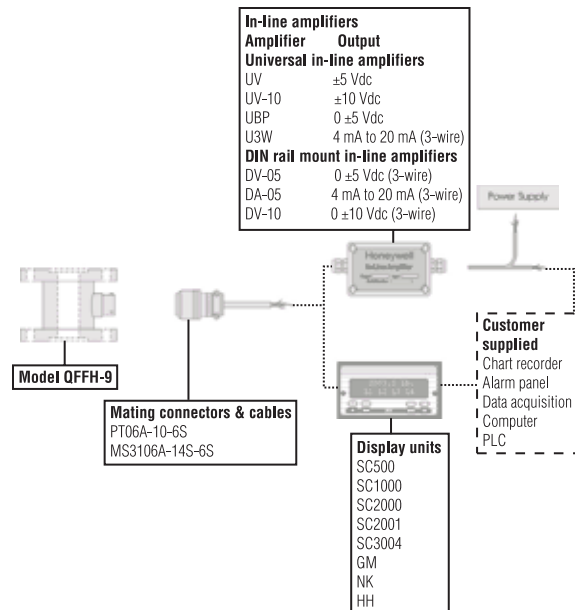 In-line amplifiers
Amplifier Output
Universal in-line amplifiers
UV ±5 Vdc
UV-10 ±10 Vdc
UBP 0 ±5 Vdc
U3W 4 mA to 20 mA (3-wire)
DIN rail mount in-line amplifiers
DV-05 0 ±5 Vdc (3-wire)
DA-05 4 mA to 20 mA (3-wire)
DV-10 0 ±10 Vdc (3-wire)
Power Supply
Honeywell
In-Line Amplifier
Model QFFH-9
Mating connectors & cables
PT06A-10-6S
MS3106A-14S-6S
Customer
supplied
Chart recorder
Alarm panel
Data acquisition
Computer
PLC
Display units
SC500
SC1000
SC2000
SC2001
SC3004
GM
NK
HH